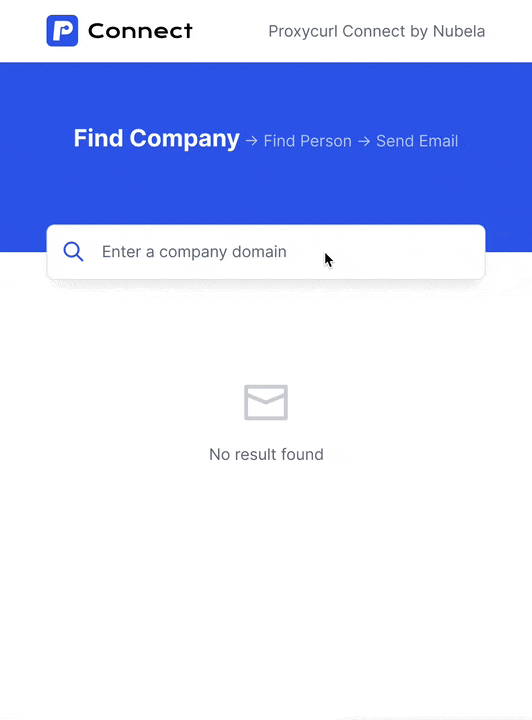 Connect
Proxycurl Connect by Nubela
Find Company → Find Person → Send Email
Enter a company domain
No result found